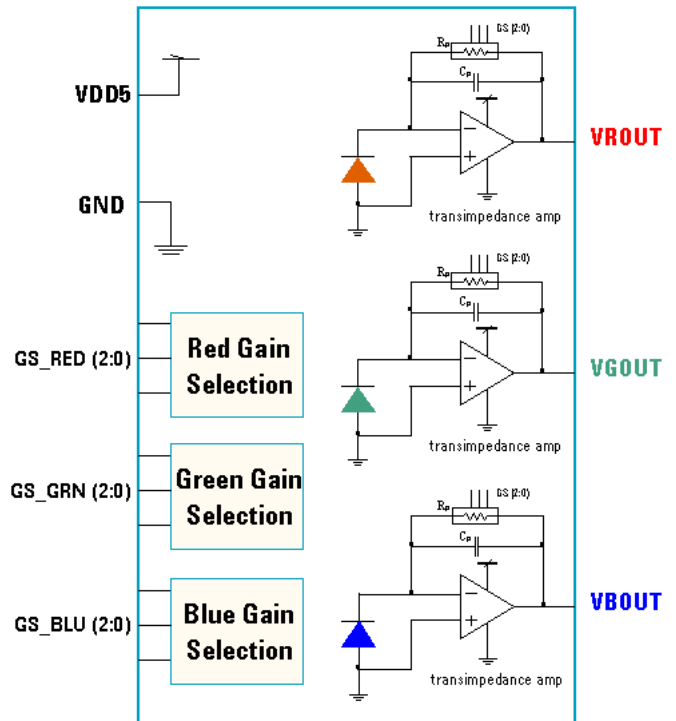 VDD5
GND
GS_RED (2:0)
Red Gain
Selection
GS_GRN (2:0)
Green Gain
Selection
GS_BLU (2:0)
Blue Gain
Selection
GS (2:0)
Rₚ
Cₚ
transimpedance amp
VROUT
GS (2:0)
Rₚ
Cₚ
transimpedance amp
VGOUT
GS (2:0)
Rₚ
Cₚ
transimpedance amp
VBOUT